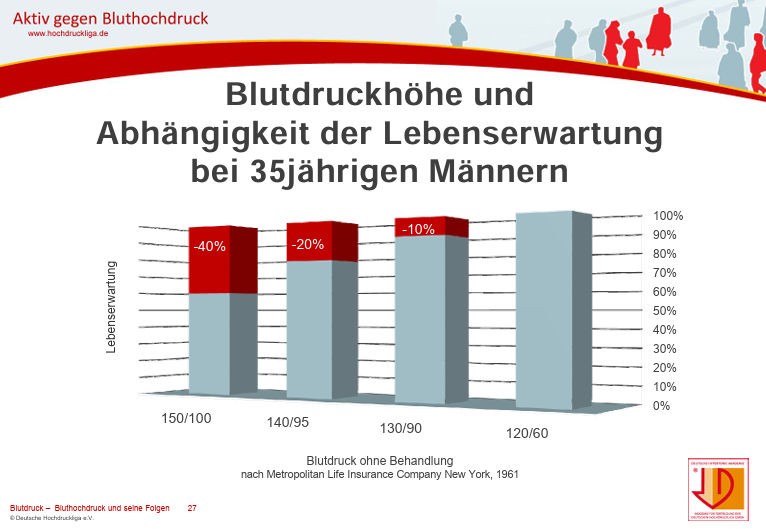 Aktiv gegen Bluthochdruck
www.hochdruckliga.de
Blutdruckhöhe und
Abhängigkeit der Lebenserwartung
bei 35jährigen Männern
-40%
-20%
-10%
100%
90%
80%
70%
60%
50%
40%
30%
20%
10%
0%
Lebenserwartung
150/100
140/95
130/90
120/60
Blutdruck ohne Behandlung
nach Metropolitan Life Insurance Company New York, 1961
Blutdruck – Bluthochdruck und seine Folgen 27
© Deutsche Hochdruckliga e.V.